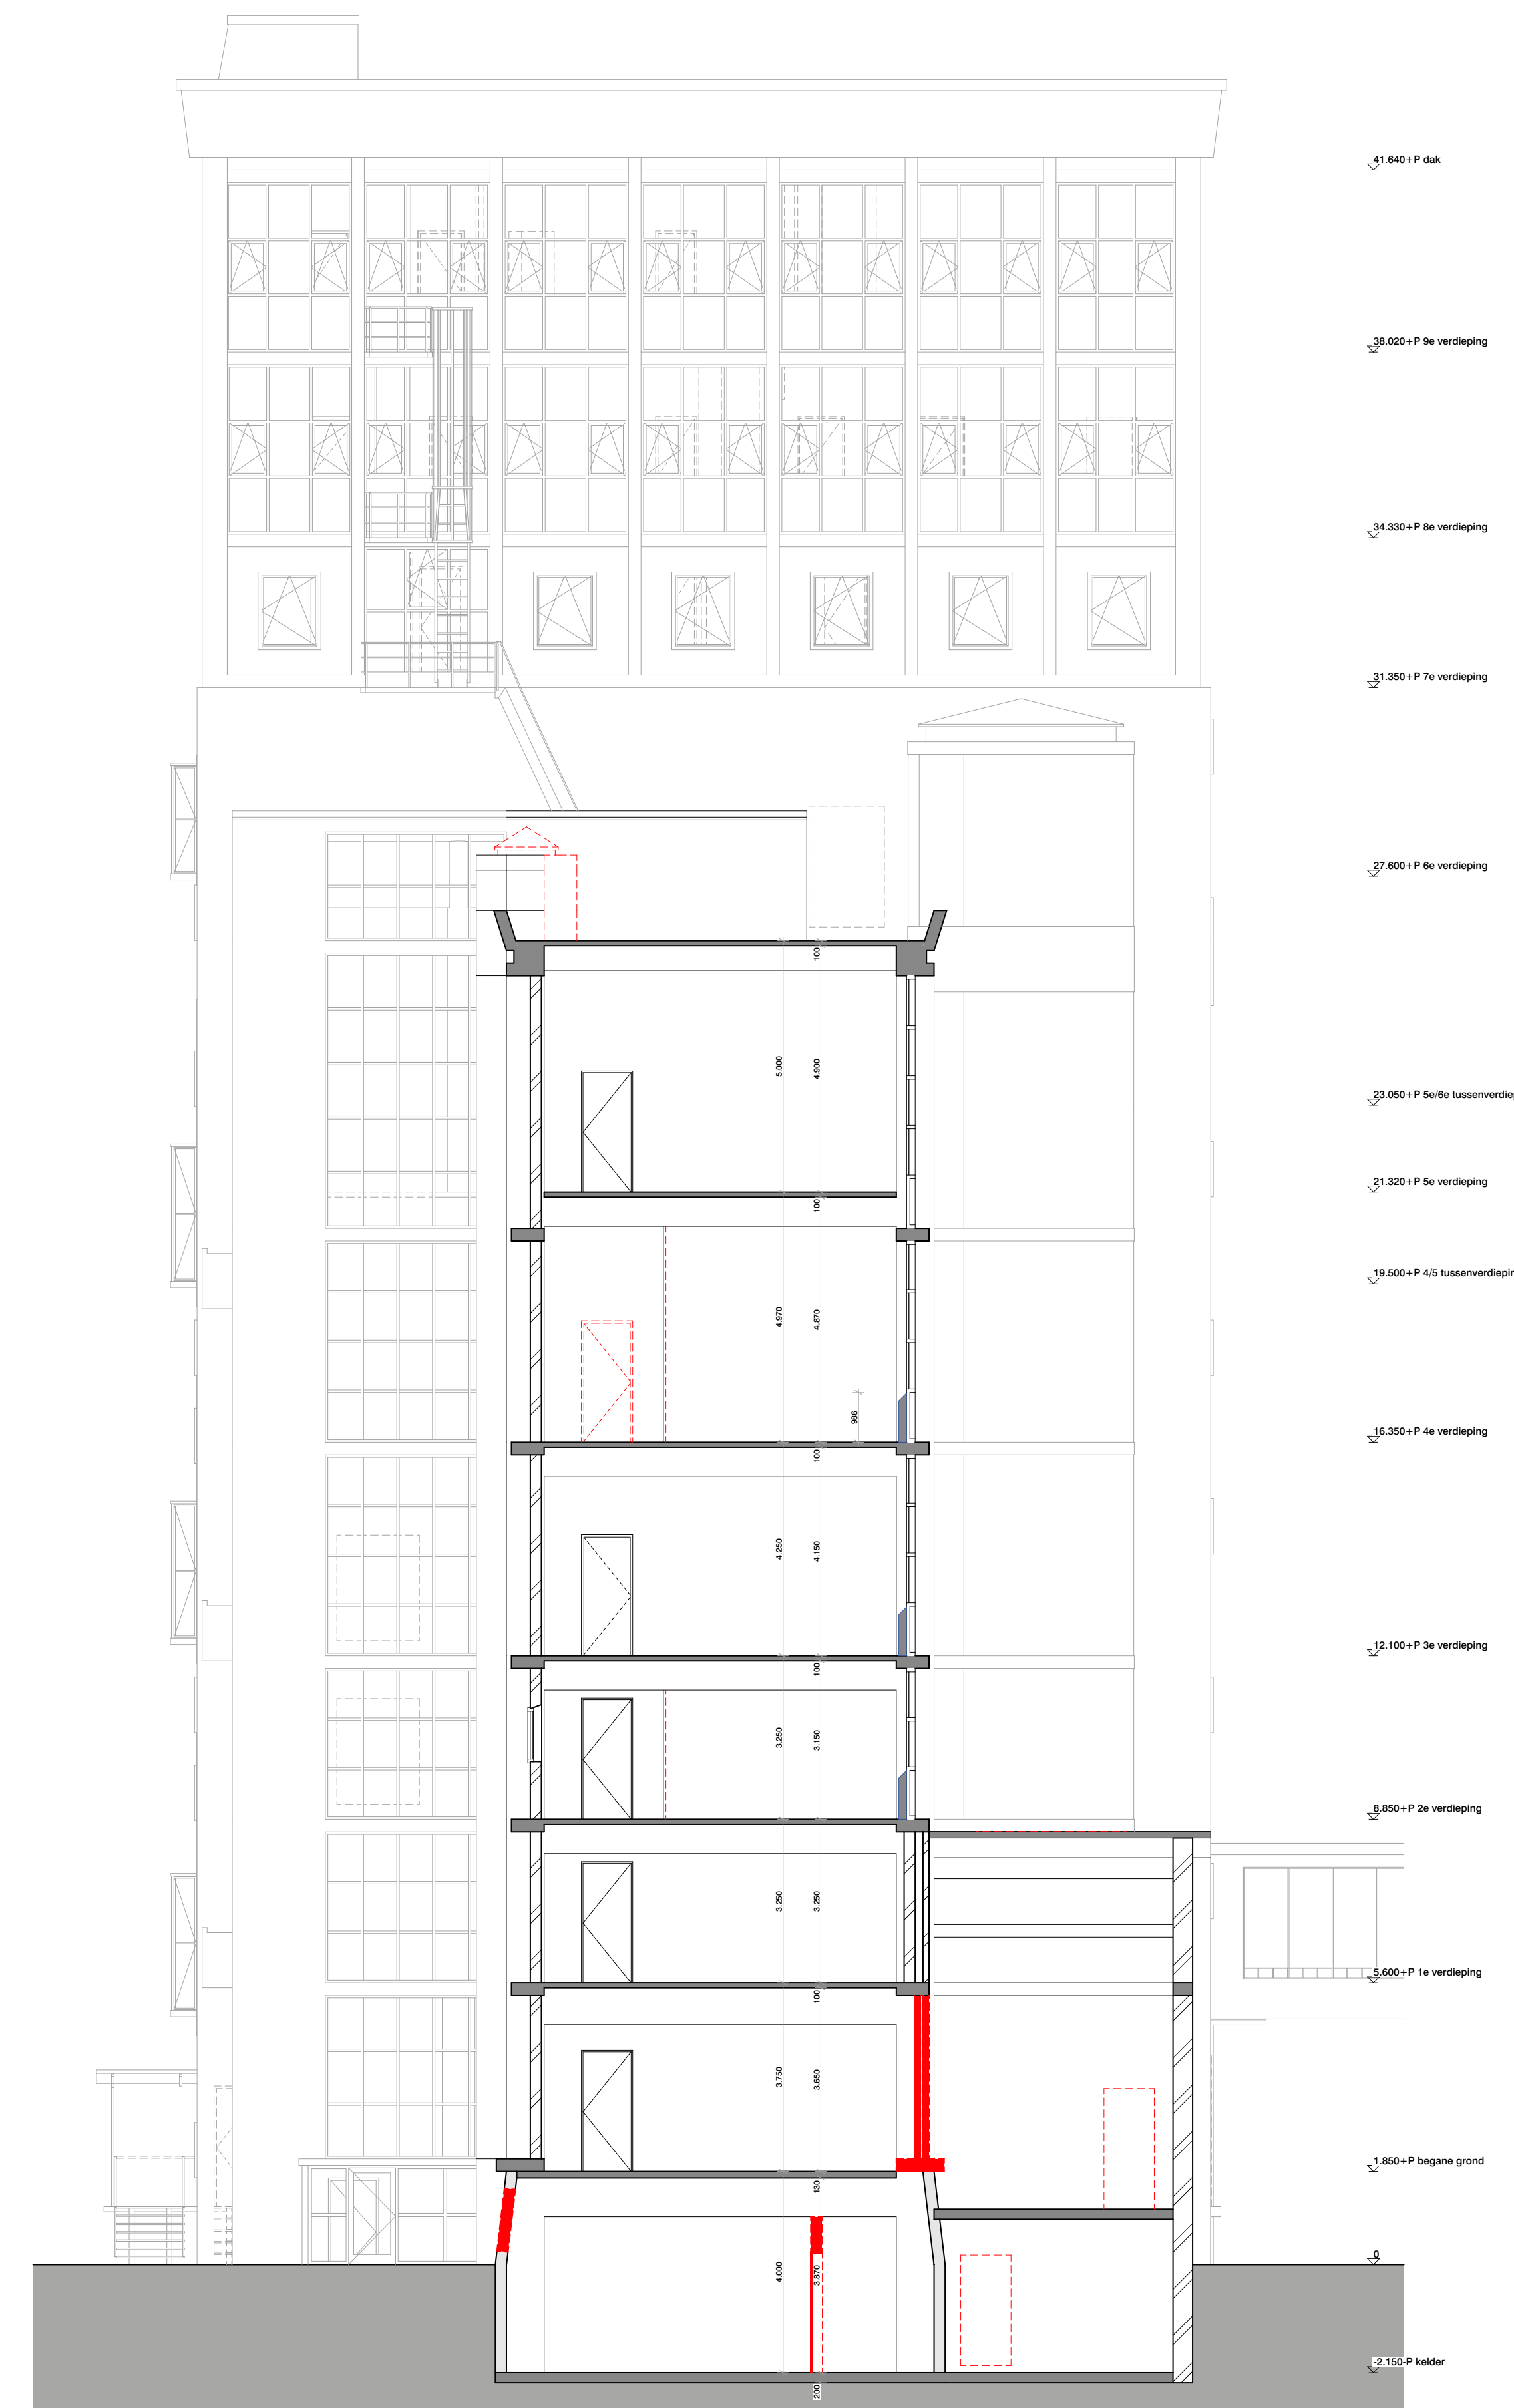 41.640+P dak
38.020+P 9e verdieping
34.330+P 8e verdieping
31.350+P 7e verdieping
27.600+P 6e verdieping
100
5.000
4.900
23.050+P 5e/6e tussenverdie
21.320+P 5e verdieping
100
19.500+P 4/5 tussenverdiepin
4.970
4.870
986
16.350+P 4e verdieping
100
4.250
4.150
12.100+P 3e verdieping
100
3.250
3.150
8.850+P 2e verdieping
3.250
3.250
5.600+P 1e verdieping
100
3.750
3.650
1.850+P begane grond
130
0
4.000
3.870
-2.150-P kelder
200